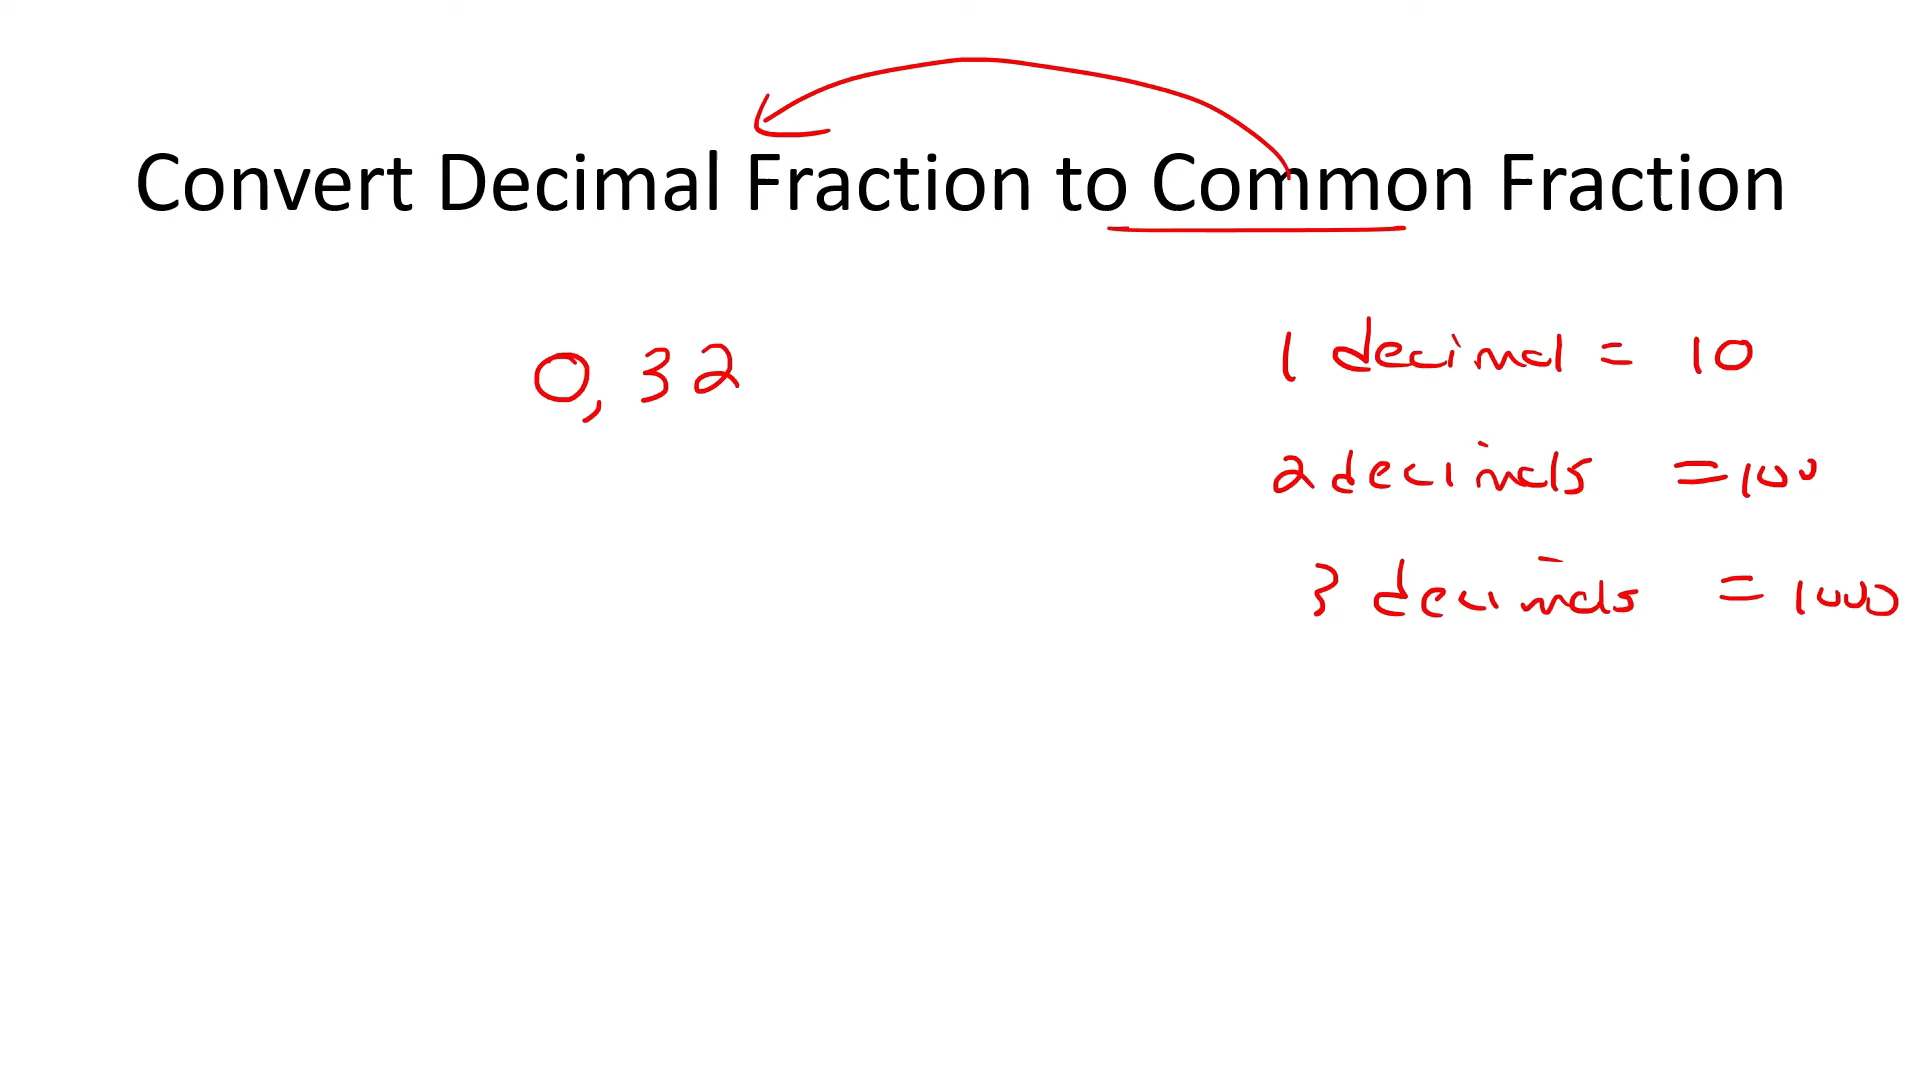 Convert Decimal Fraction to Common Fraction
0,32
1 decimal = 10
2 decimals = 100
3 decimals = 1000